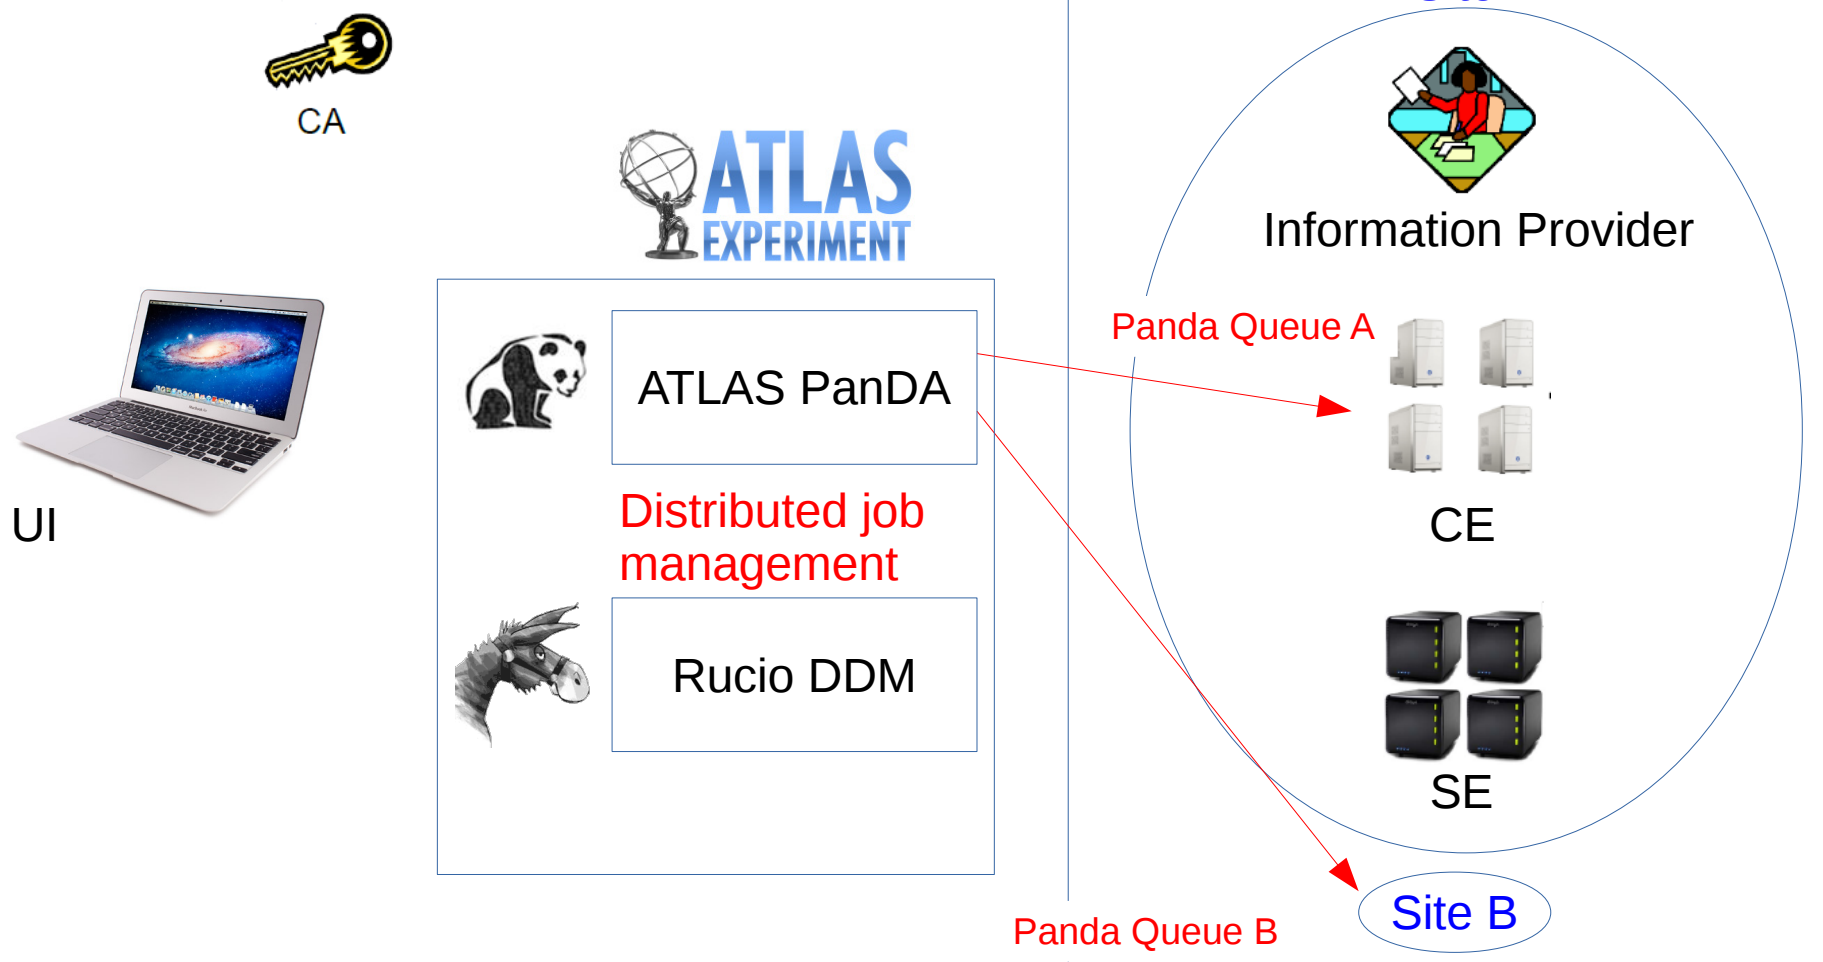 CA
ATLAS
EXPERIMENT
Information Provider
Panda Queue A
ATLAS PanDA
Distributed job
management
UI
CE
Rucio DDM
SE
Site B
Panda Queue B